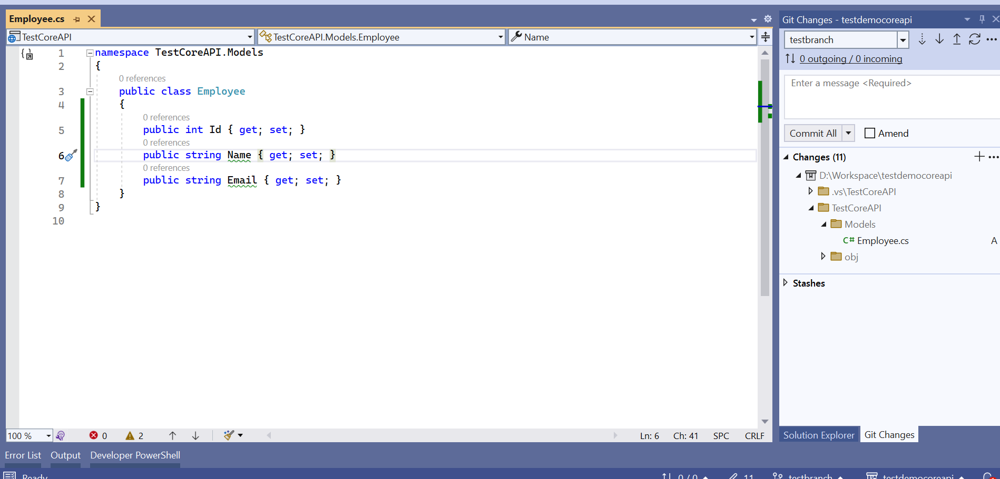 Employee.cs
TestCoreAPI
TestCoreAPI.Models.Employee
Name
1 namespace TestCoreAPI.Models
2 {
0 references
3 public class Employee
4 {
0 references
5 public int Id { get; set; }
0 references
6 public string Name { get; set; }
0 references
7 public string Email { get; set; }
8 }
9 }
10
100 %
0
2
Ln: 6
Ch: 41
SPC
CRLF
Error List Output Developer PowerShell
Git Changes - testdemocoreapi
testbranch
0 outgoing / 0 incoming
Enter a message <Required>
Commit All
Amend
Changes (11)
D:\Workspace\testdemocoreapi
.vs\TestCoreAPI
TestCoreAPI
Models
C# Employee.cs A
obj
Stashes
Solution Explorer Git Changes
Ready
0 / 0
11
testbranch
testdemocoreapi